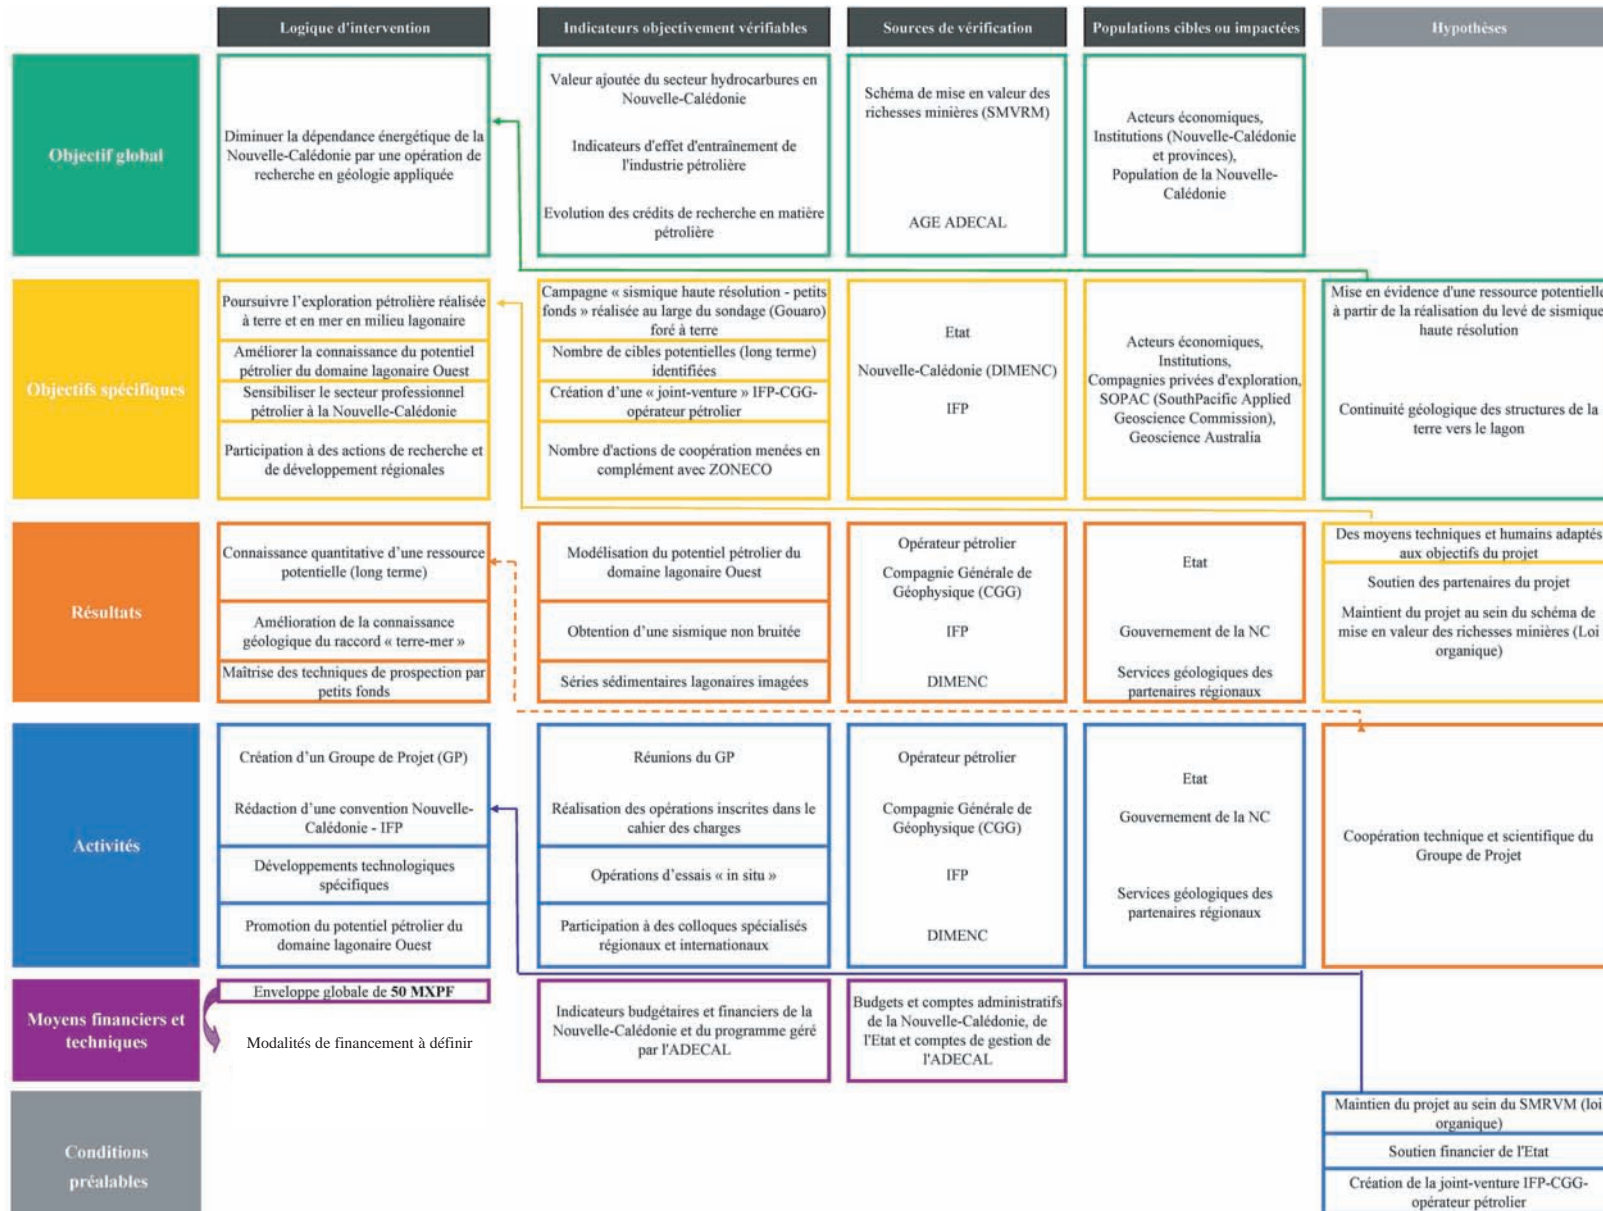 Logique d'intervention
Indicateurs objectivement vérifiables
Sources de vérification
Populations cibles ou impactées
Hypothèses
Objectif global
Diminuer la dépendance énergétique de la
Nouvelle-Calédonie par une opération de
recherche en géologie appliquée
Valeur ajoutée du secteur hydrocarbures en
Nouvelle-Calédonie
Indicateurs d'effet d'entraînement de
l'industrie pétrolière
Evolution des crédits de recherche en matière
pétrolière
Schéma de mise en valeur des
richesses minières (SMVRM)
AGE ADECAL
Acteurs économiques,
Institutions (Nouvelle-Calédonie
et provinces),
Population de la Nouvelle-
Calédonie
Objectifs spécifiques
Poursuivre l'exploration pétrolière réalisée
à terre et en mer en milieu lagonaire
Améliorer la connaissance du potentiel
pétrolier du domaine lagonaire Ouest
Sensibiliser le secteur professionnel
pétrolier à la Nouvelle-Calédonie
Participation à des actions de recherche et
de développement régionales
Campagne « sismique haute résolution - petits
fonds » réalisée au large du sondage (Gouaro)
foré à terre
Nombre de cibles potentielles (long terme)
identifiées
Création d'une « joint-venture » IFP-CGG-
opérateur pétrolier
Nombre d'actions de coopération menées en
complément avec ZONECO
Etat
Nouvelle-Calédonie (DIMENC)
IFP
Acteurs économiques,
Institutions,
Compagnies privées d'exploration,
SOPAC (SouthPacific Applied
Geoscience Commission),
Geoscience Australia
Mise en évidence d'une ressource potentielle
à partir de la réalisation du levé de sismique
haute résolution
Continuité géologique des structures de la
terre vers le lagon
Résultats
Connaissance quantitative d'une ressource
potentielle (long terme)
Amélioration de la connaissance
géologique du raccord « terre-mer »
Maîtrise des techniques de prospection par
petits fonds
Modélisation du potentiel pétrolier du
domaine lagonaire Ouest
Obtention d'une sismique non bruitée
Séries sédimentaires lagonaires imagées
Opérateur pétrolier
Compagnie Générale de
Géophysique (CGG)
IFP
DIMENC
Etat
Gouvernement de la NC
Services géologiques des
partenaires régionaux
Des moyens techniques et humains adaptés
aux objectifs du projet
Soutien des partenaires du projet
Maintient du projet au sein du schéma de
mise en valeur des richesses minières (Loi
organique)
Activités
Création d'un Groupe de Projet (GP)
Rédaction d'une convention Nouvelle-
Calédonie - IFP
Développements technologiques
spécifiques
Promotion du potentiel pétrolier du
domaine lagonaire Ouest
Réunions du GP
Réalisation des opérations inscrites dans le
cahier des charges
Opérations d'essais « in situ »
Participation à des colloques spécialisés
régionaux et internationaux
Opérateur pétrolier
Compagnie Générale de
Géophysique (CGG)
IFP
DIMENC
Etat
Gouvernement de la NC
Services géologiques des
partenaires régionaux
Coopération technique et scientifique du
Groupe de Projet
Moyens financiers et
techniques
Enveloppe globale de 50 MXPF
Modalités de financement à définir
Indicateurs budgétaires et financiers de la
Nouvelle-Calédonie et du programme géré
par l'ADECAL
Budgets et comptes administratifs
de la Nouvelle-Calédonie, de
l'Etat et comptes de gestion de
l'ADECAL
Conditions
préalables
Maintien du projet au sein du SMRVM (loi
organique)
Soutien financier de l'Etat
Création de la joint-venture IFP-CGG-
opérateur pétrolier